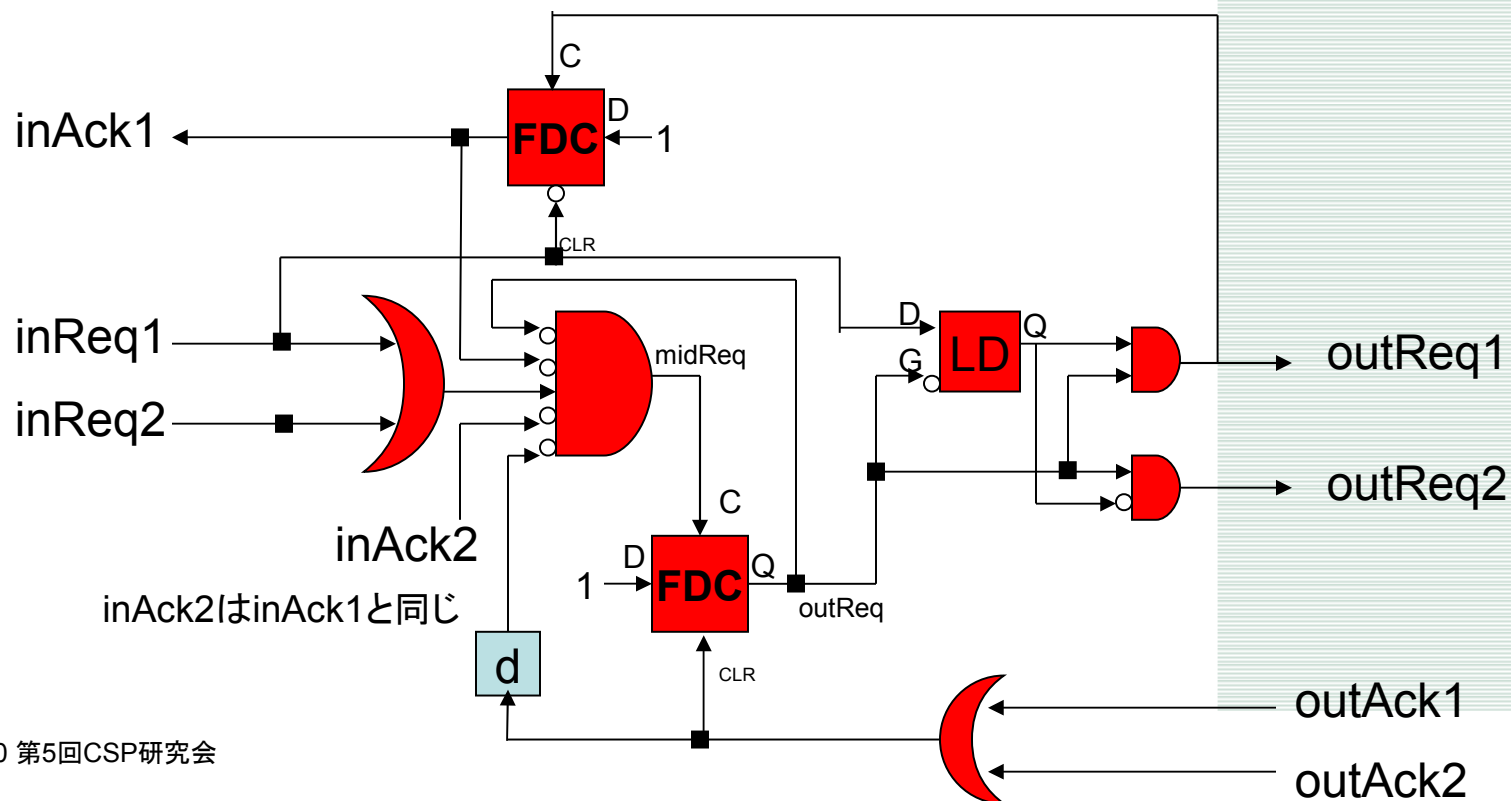 C
D
inAck1
FDC
1
CLR
inReq1
D
Q
midReq
LD
outReq1
G
inReq2
outReq2
C
inAck2
D
Q
1
FDC
outReq
inAck2はinAck1と同じ
d
CLR
outAck1
0 第5回CSP研究会
outAck2